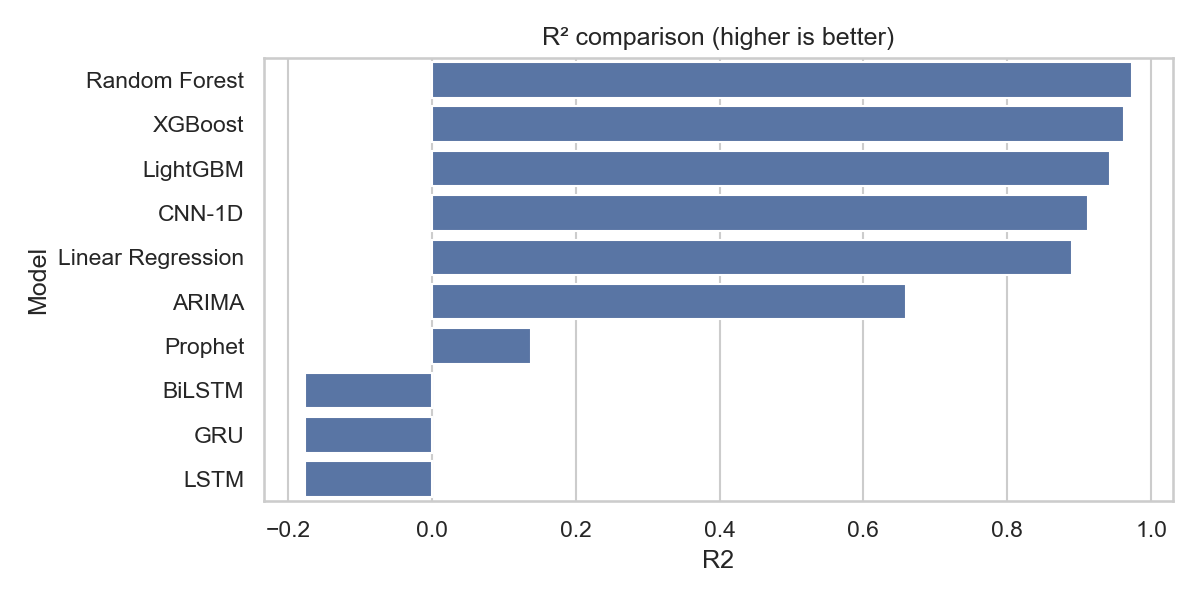 R² comparison (higher is better)
Model
Random Forest
XGBoost
LightGBM
CNN-1D
Linear Regression
ARIMA
Prophet
BiLSTM
GRU
LSTM
−0.2 0.0 0.2 0.4 0.6 0.8 1.0
R2